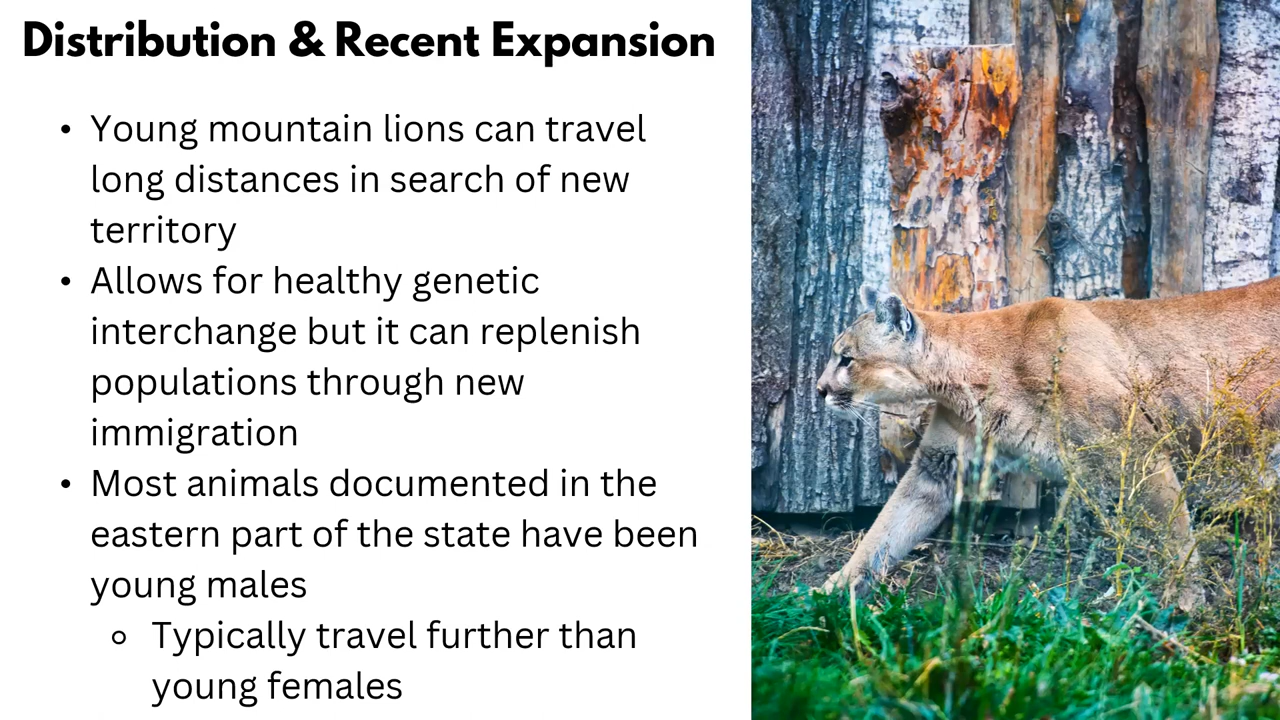 Distribution & Recent Expansion
• Young mountain lions can travel
long distances in search of new
territory
• Allows for healthy genetic
interchange but it can replenish
populations through new
immigration
• Most animals documented in the
eastern part of the state have been
young males
◦ Typically travel further than
young females